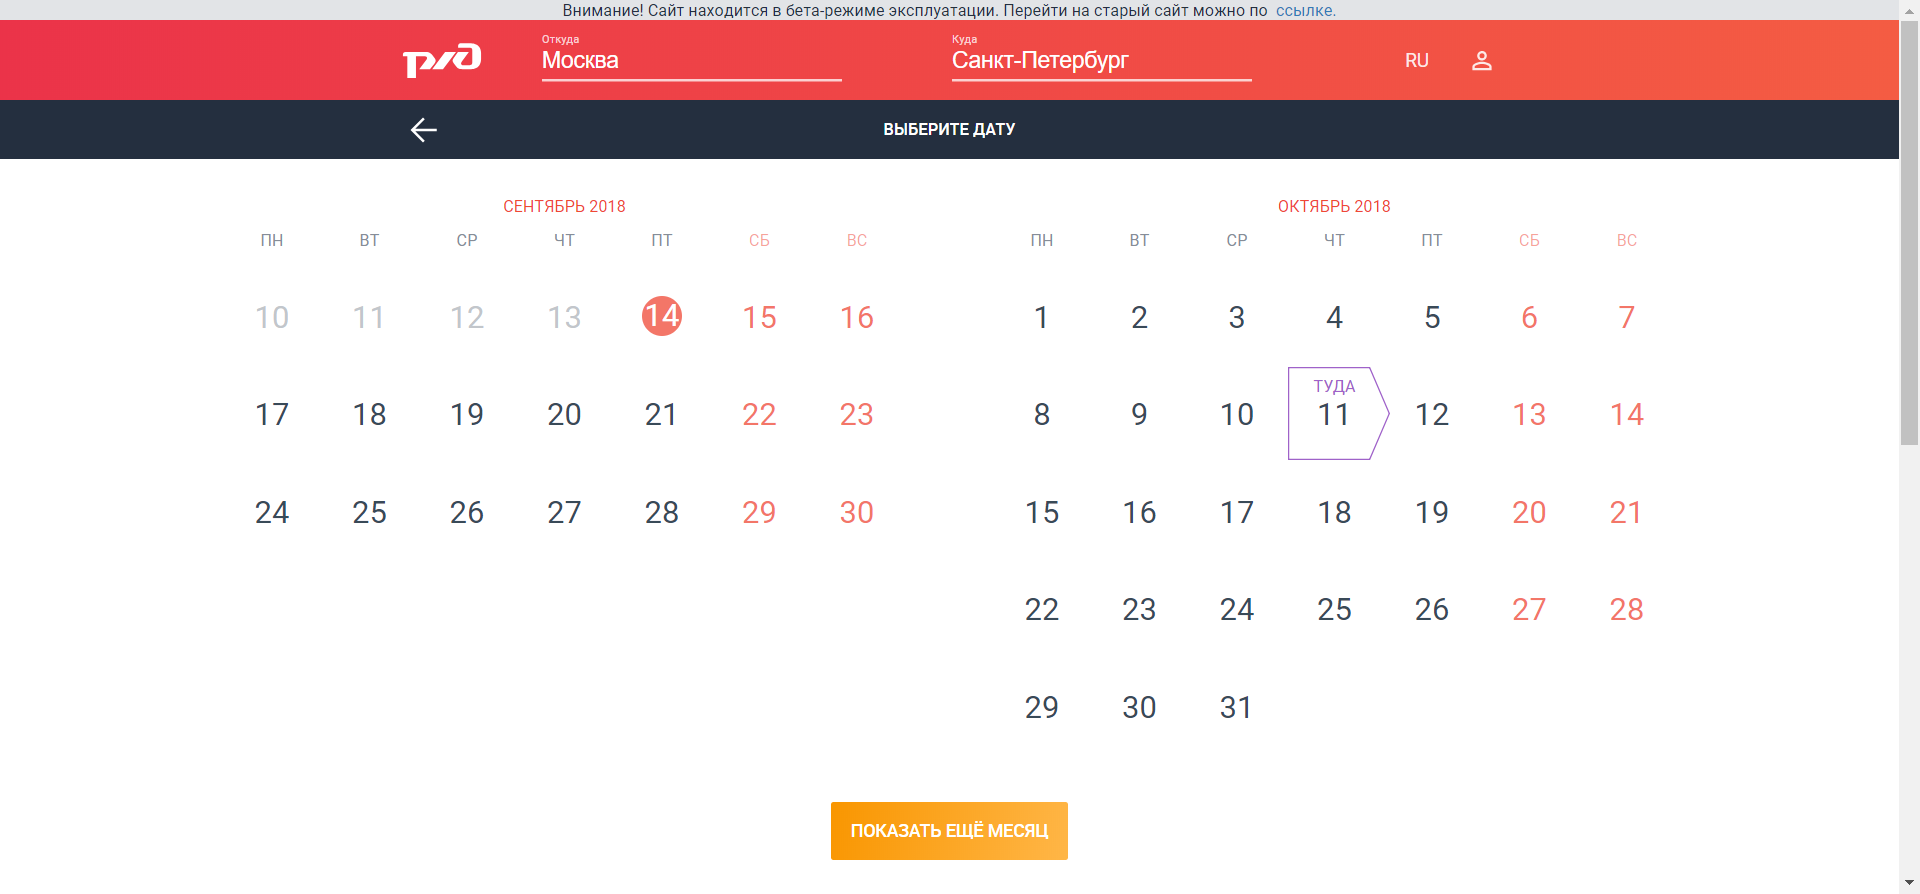 Внимание! Сайт находится в бета-режиме эксплуатации. Перейти на старый сайт можно по ссылке.
ржд
Откуда
Москва
Куда
Санкт-Петербург
RU
ВЫБЕРИТЕ ДАТУ
СЕНТЯБРЬ 2018
ПН ВТ СР ЧТ ПТ СБ ВС
10 11 12 13 14 15 16
17 18 19 20 21 22 23
24 25 26 27 28 29 30
ОКТЯБРЬ 2018
ПН ВТ СР ЧТ ПТ СБ ВС
1 2 3 4 5 6 7
ТУДА
8 9 10 11 12 13 14
15 16 17 18 19 20 21
22 23 24 25 26 27 28
29 30 31
ПОКАЗАТЬ ЕЩЁ МЕСЯЦ